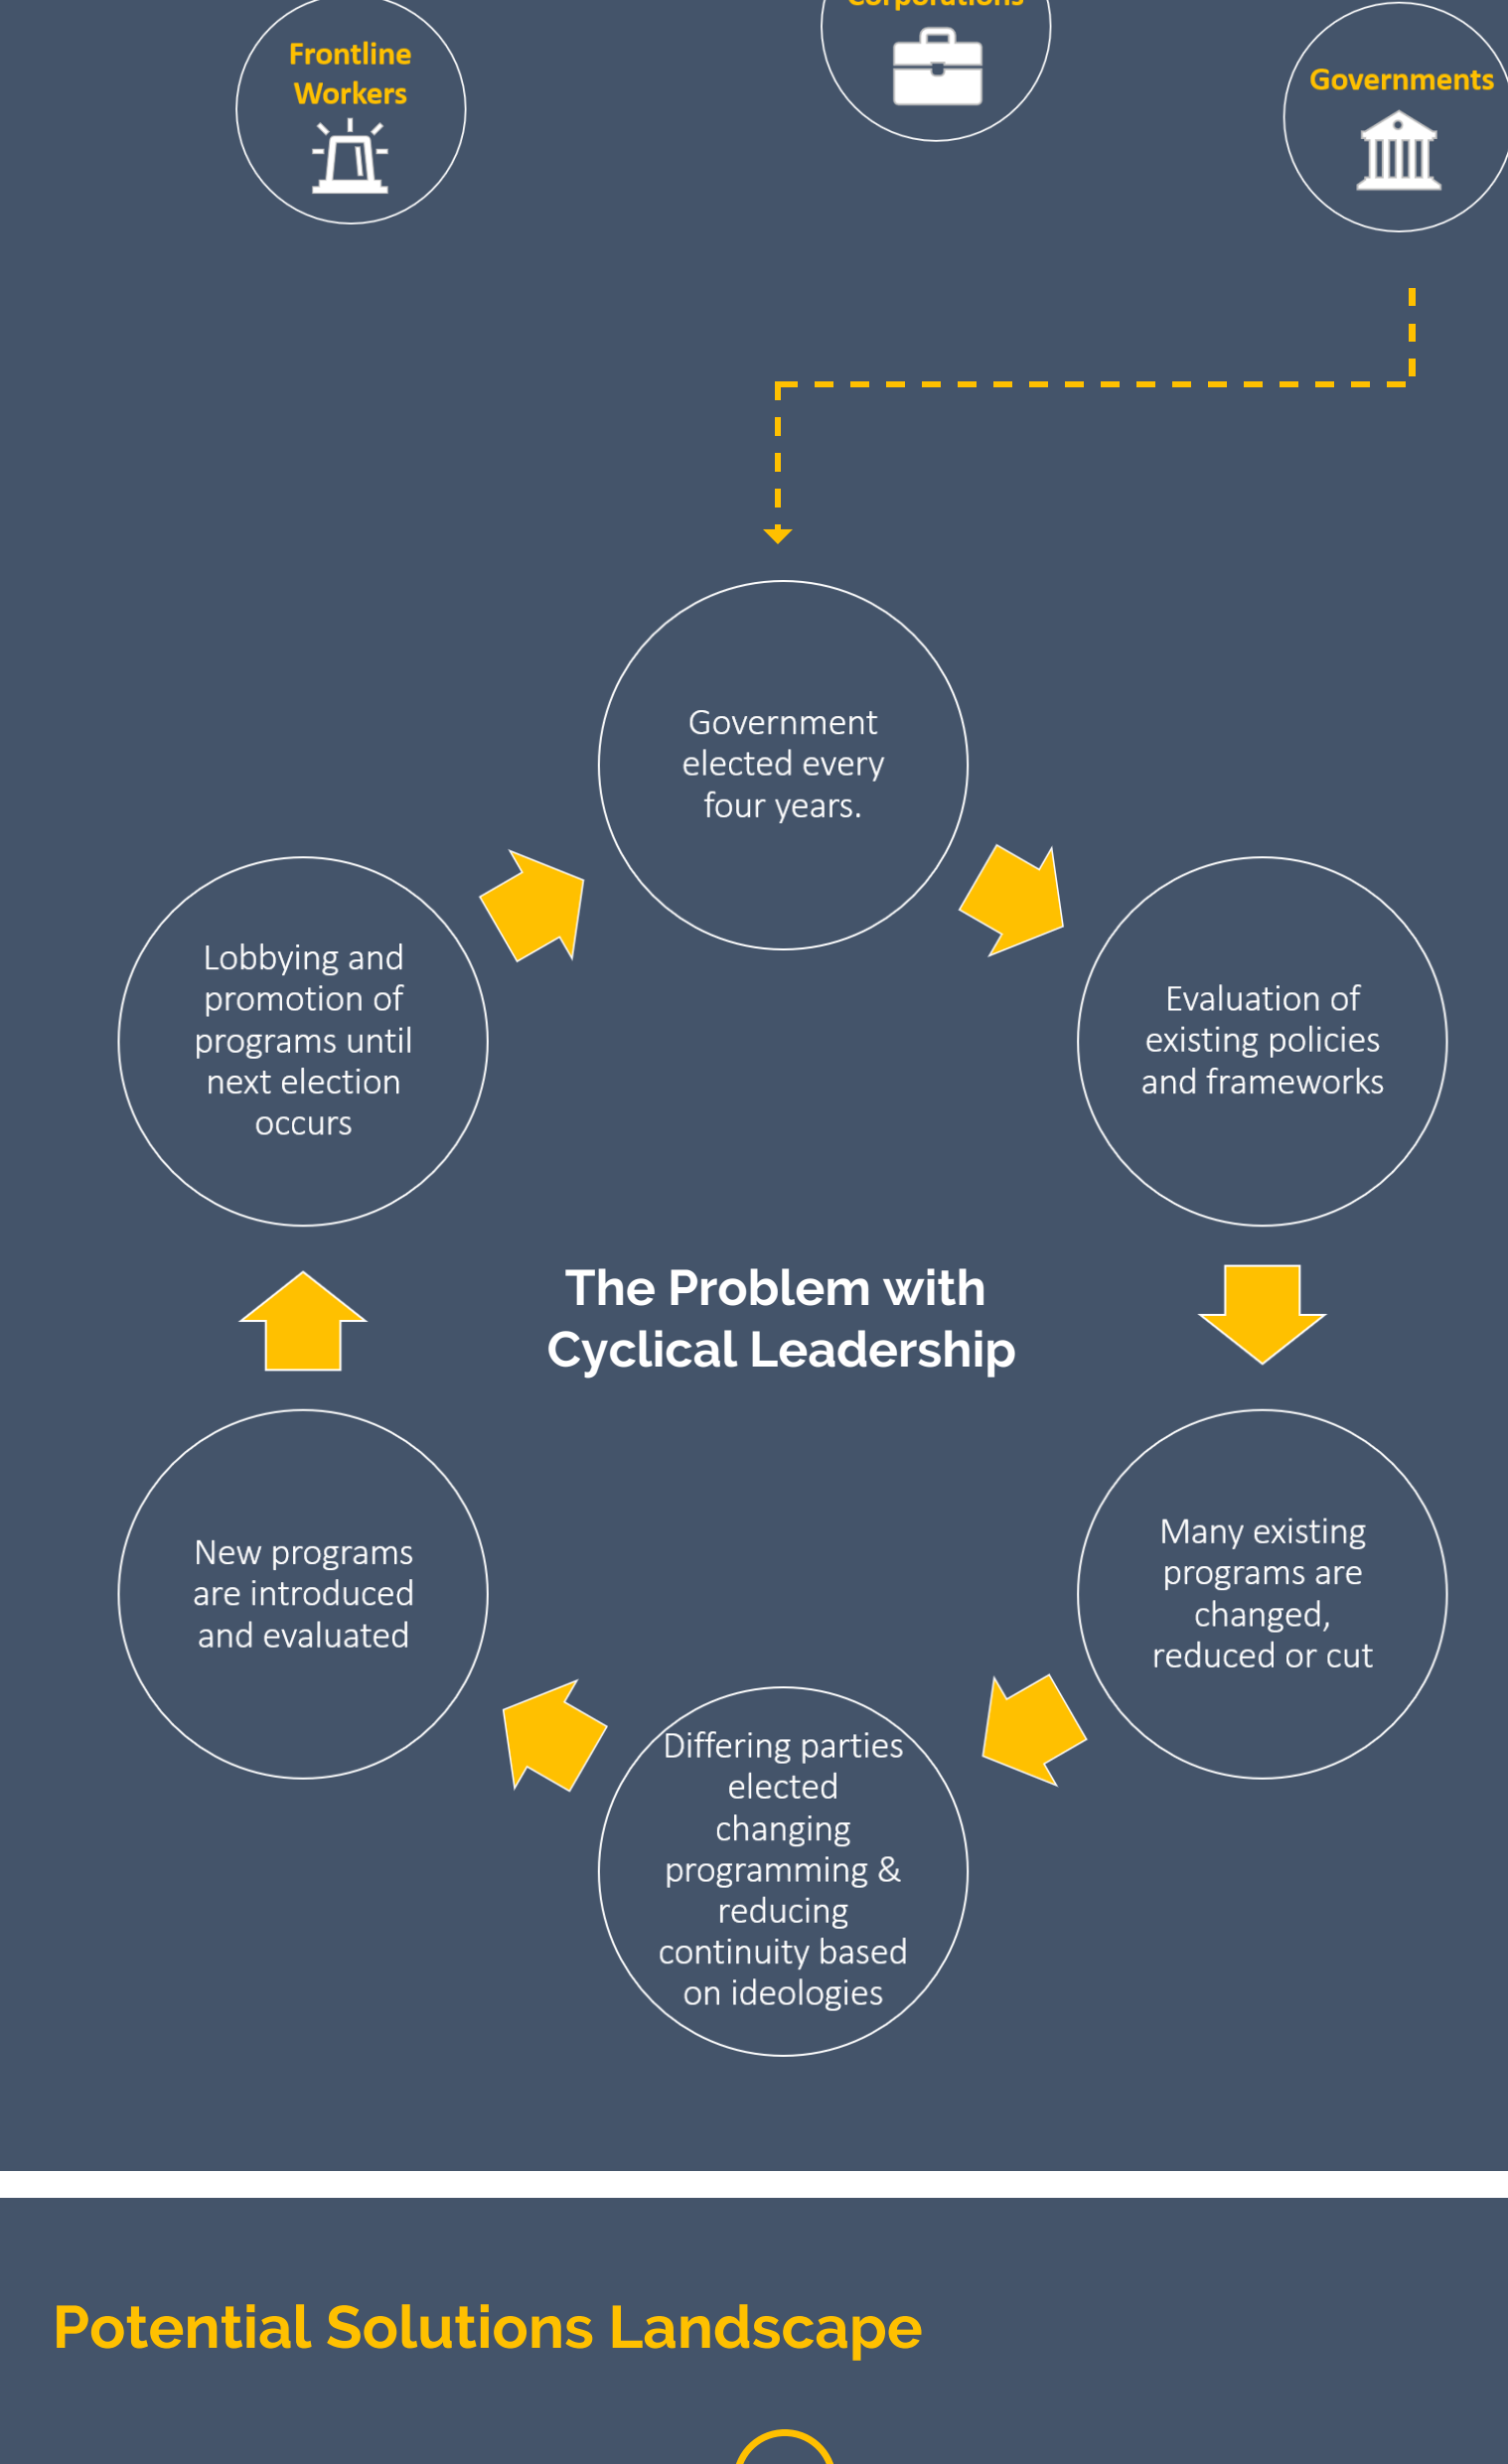 Corporations
Frontline
Workers
Governments
Government
elected every
four years.
Evaluation of
existing policies
and frameworks
Many existing
programs are
changed,
reduced or cut
Differing parties
elected
changing
programming &
reducing
continuity based
on ideologies
New programs
are introduced
and evaluated
Lobbying and
promotion of
programs until
next election
occurs
The Problem with
Cyclical Leadership
Potential Solutions Landscape